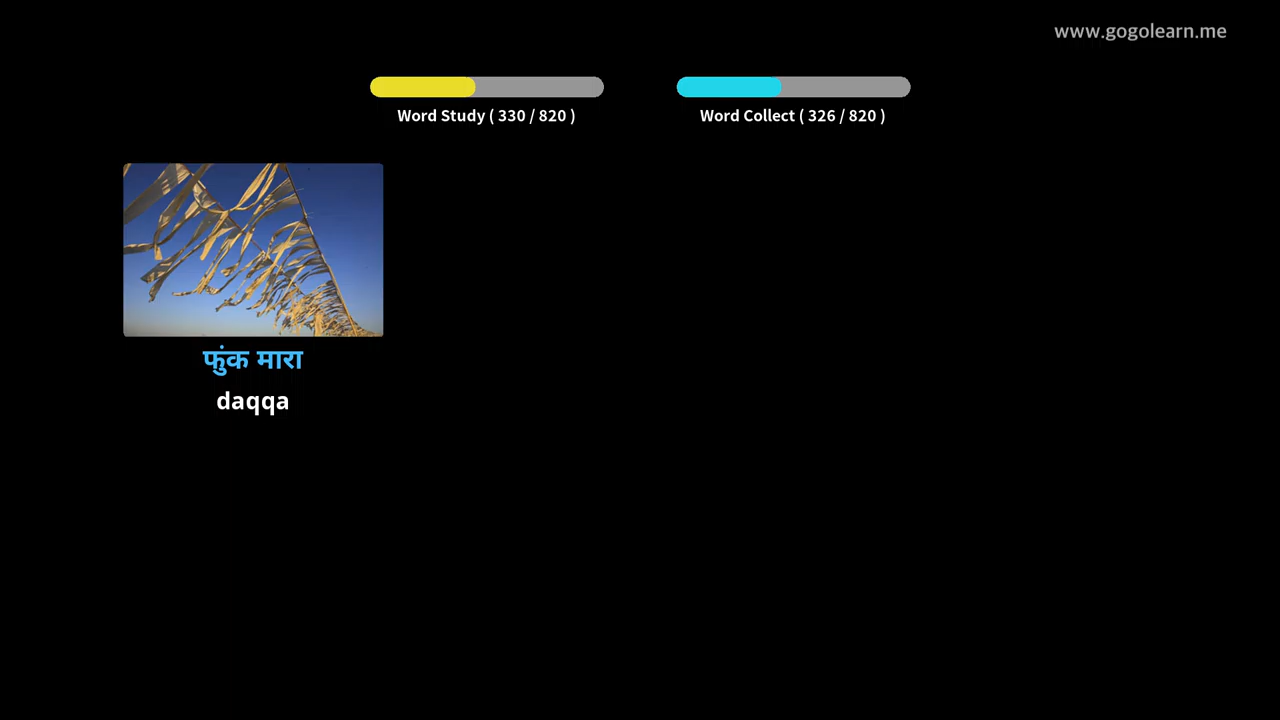 www.gogolearn.me
Word Study ( 330 / 820 )
Word Collect ( 326 / 820 )
फुंक मारा
daqqa